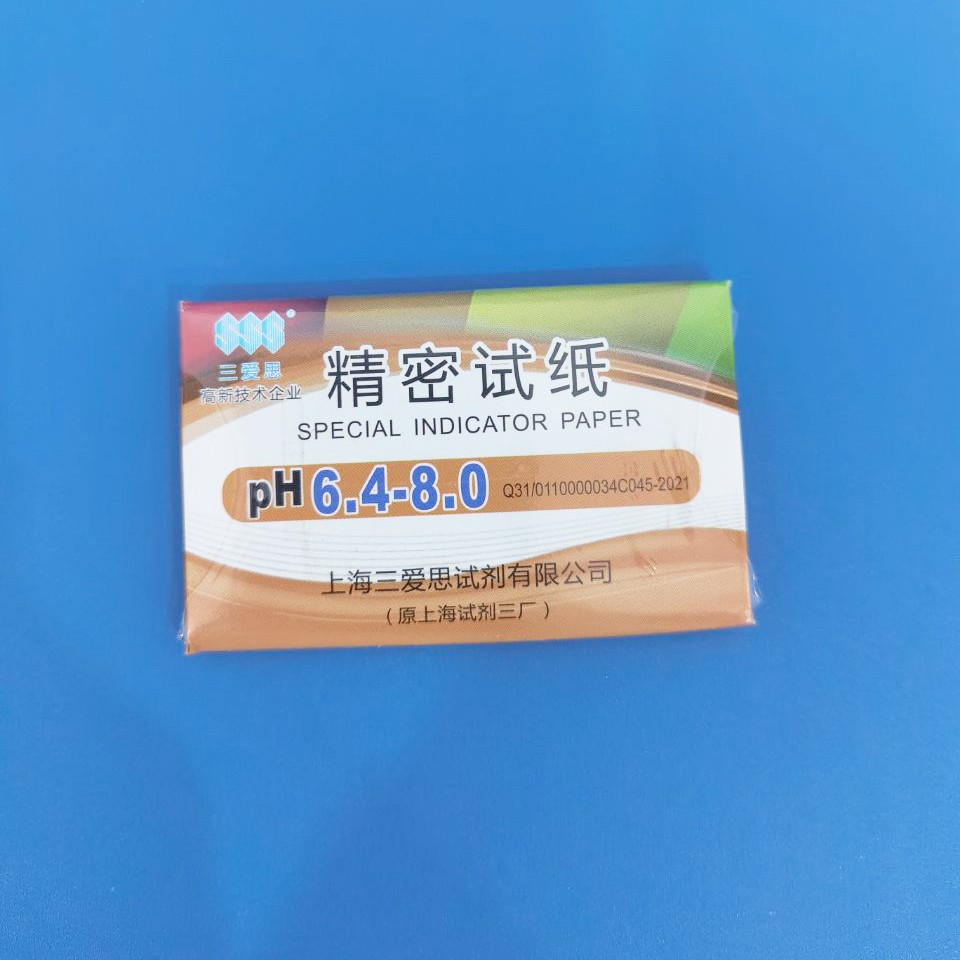 SSS
三爱思
高新技术企业
精密试纸
SPECIAL INDICATOR PAPER
pH 6.4-8.0 Q31/0110000034C045-2021
上海三爱思试剂有限公司
(原上海试剂三厂)